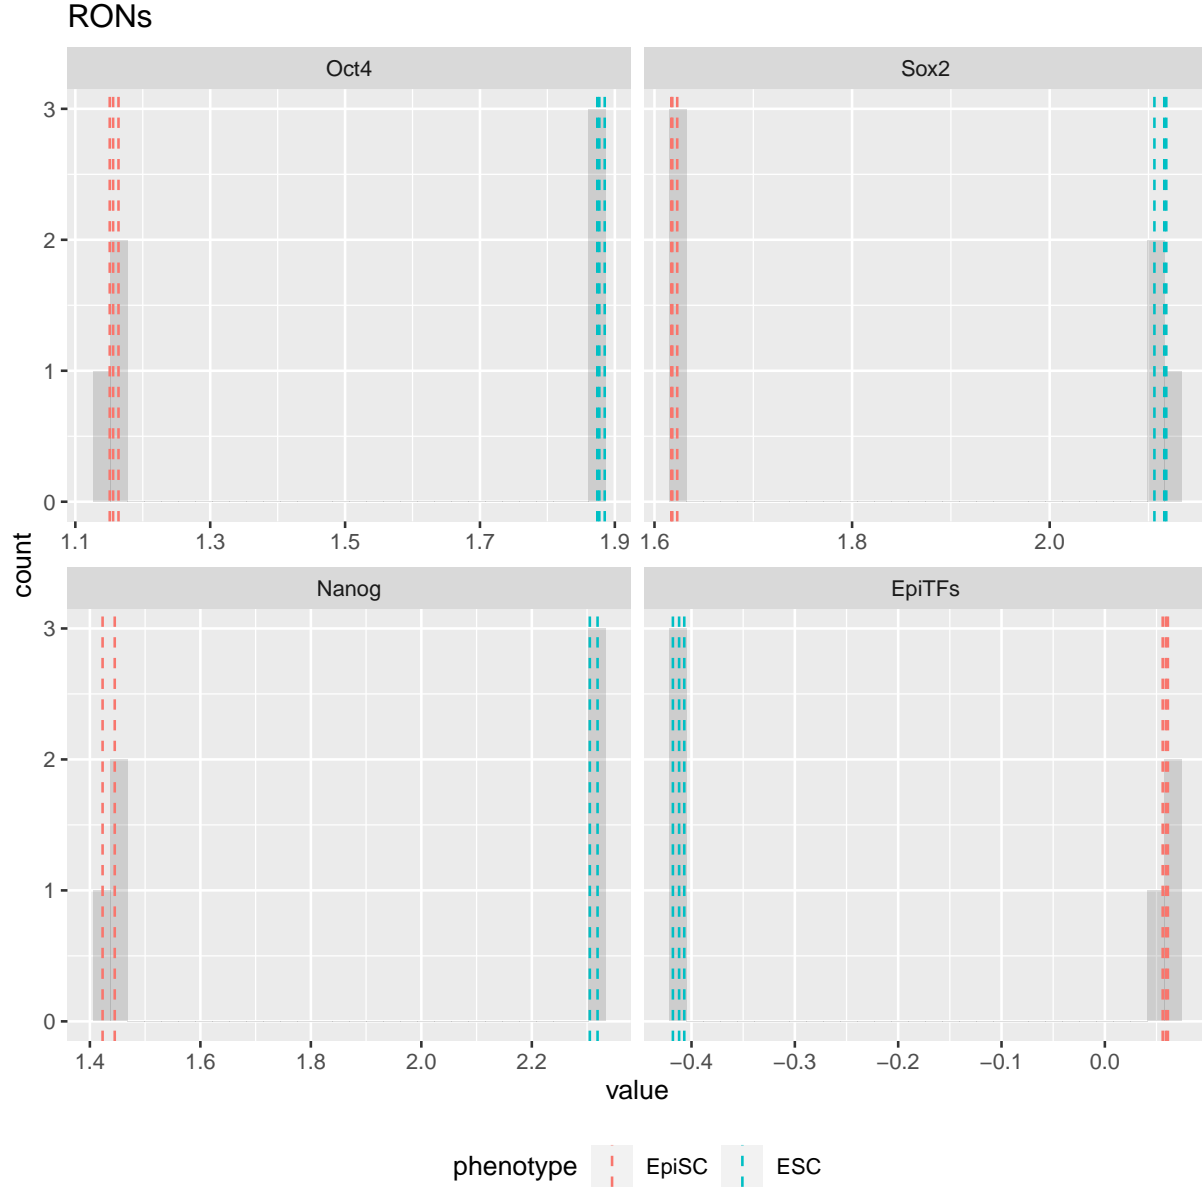 RONs
Oct4
Sox2
3
2
1
0
1.1 1.3 1.5 1.7 1.9
1.6 1.8 2.0
count
Nanog
EpiTFs
3
2
1
0
1.4 1.6 1.8 2.0 2.2
−0.4 −0.3 −0.2 −0.1 0.0
value
phenotype EpiSC ESC